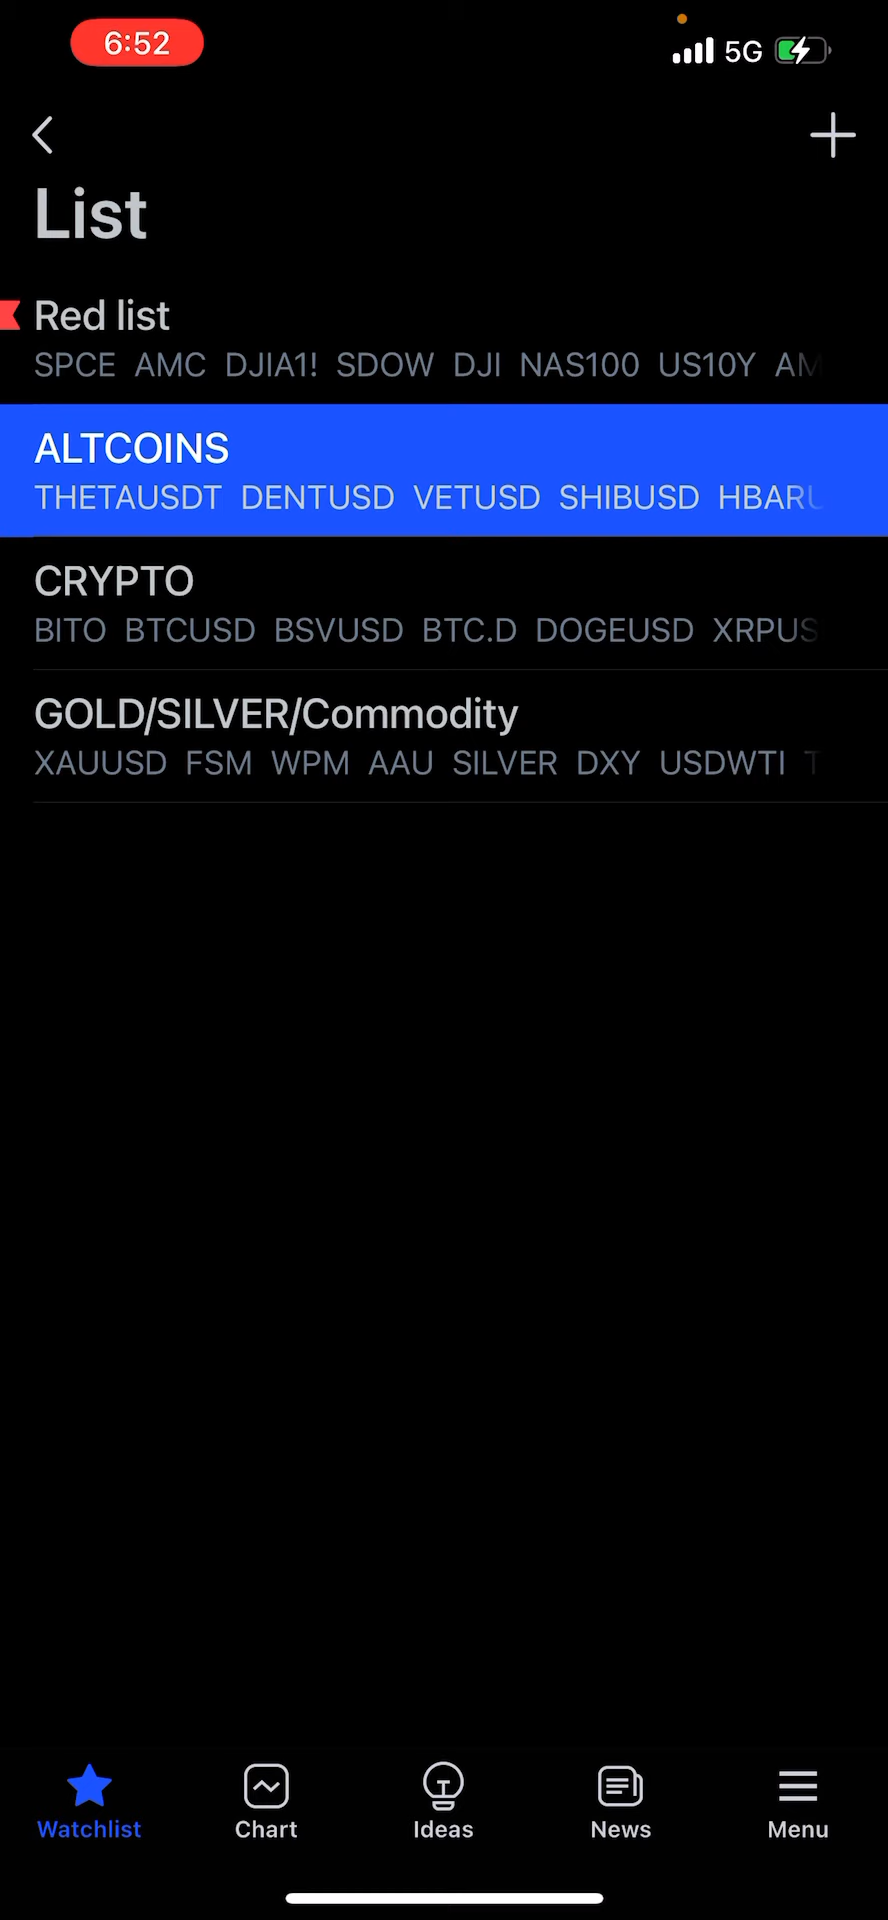 6:52
5G
List
Red list
SPCE AMC DJIA1! SDOW DJI NAS100 US10Y
ALTCOINS
THETAUSDT DENTUSD VETUSD SHIBUSD
CRYPTO
BITO BTCUSD BSVUSD BTC.D DOGEUSD XRPUS
GOLD/SILVER/Commodity
XAUUSD FSM WPM AAU SILVER DXY USDWTI
Watchlist Chart Ideas News Menu